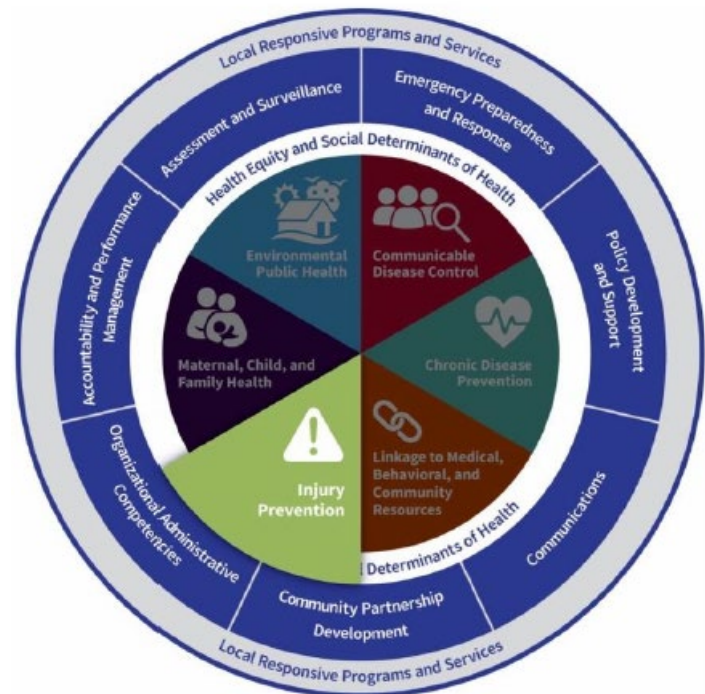 Local Responsive Programs and Services
Assessment and Surveillance
Emergency Preparedness
and Response
Health Equity and Social Determinants of Health
Environmental
Public Health
Communicable
Disease Control
Accountability and Performance
Management
Policy Development
and Support
Maternal, Child, and
Family Health
Chronic Disease
Prevention
Injury
Prevention
Linkage to Medical,
Behavioral, and
Community
Resources
Organizational Administrative
Competencies
Communications
Determinants of Health
Community Partnership
Development
Local Responsive Programs and Services